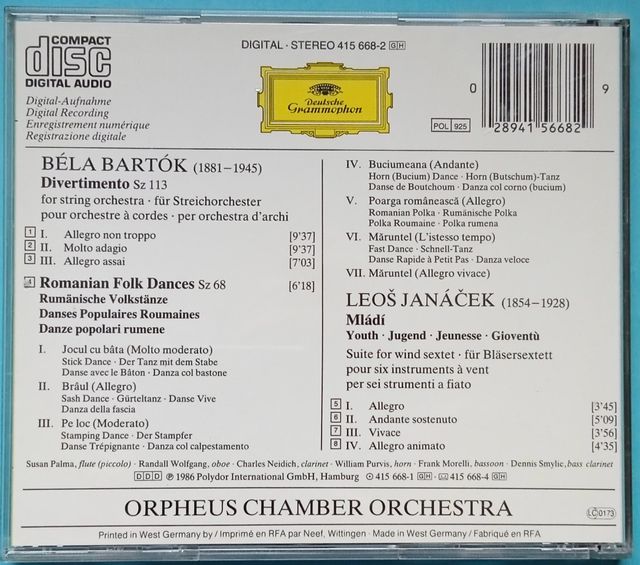 COMPACT
disc
DIGITAL AUDIO
DIGITAL · STEREO 415 668-2 GH
Digital-Aufnahme
Digital Recording
Enregistrement numérique
Registrazione digitale
Deutsche
Grammophon
POL 925
0 28941 56682 9
BÉLA BARTÓK (1881–1945)
Divertimento Sz 113
for string orchestra · für Streichorchester
pour orchestre à cordes · per orchestra d'archi
1 I. Allegro non troppo [9'37]
2 II. Molto adagio [9'37]
3 III. Allegro assai [7'03]
4 Romanian Folk Dances Sz 68 [6'18]
Rumänische Volkstänze
Danses Populaires Roumaines
Danze popolari rumene
I. Jocul cu bâta (Molto moderato)
Stick Dance · Der Tanz mit dem Stabe
Danse avec le Bâton · Danza col bastone
II. Brâul (Allegro)
Sash Dance · Gürteltanz · Danse Vive
Danza della fascia
III. Pe loc (Moderato)
Stamping Dance · Der Stampfer
Danse Trépignante · Danza col calpestamento
IV. Buciumeana (Andante)
Horn (Bucium) Dance · Horn (Butschum)-Tanz
Danse de Boutchoum · Danza col corno (bucium)
V. Poarga românească (Allegro)
Romanian Polka · Rumänische Polka
Polka Roumaine · Polka rumena
VI. Măruntel (L'istesso tempo)
Fast Dance · Schnell-Tanz
Danse Rapide à Petit Pas · Danza veloce
VII. Măruntel (Allegro vivace)
LEOŠ JANÁČEK (1854–1928)
Mládí
Youth · Jugend · Jeunesse · Gioventù
Suite for wind sextet · für Bläsersextett
pour six instruments à vent
per sei strumenti a fiato
5 I. Allegro [3'45]
6 II. Andante sostenuto [5'09]
7 III. Vivace [3'56]
8 IV. Allegro animato [4'35]
Susan Palma, flute (piccolo) · Randall Wolfgang, oboe · Charles Neidich, clarinet · William Purvis, horn · Frank Morelli, bassoon · Dennis Smylie, bass clarinet
DDD ℗ 1986 Polydor International GmbH, Hamburg 415 668-1 GH · 415 668-4 GH
ORPHEUS CHAMBER ORCHESTRA
LC 0173
Printed in West Germany by / Imprimé en RFA par Neef, Wittingen · Made in West Germany / Fabriqué en RFA